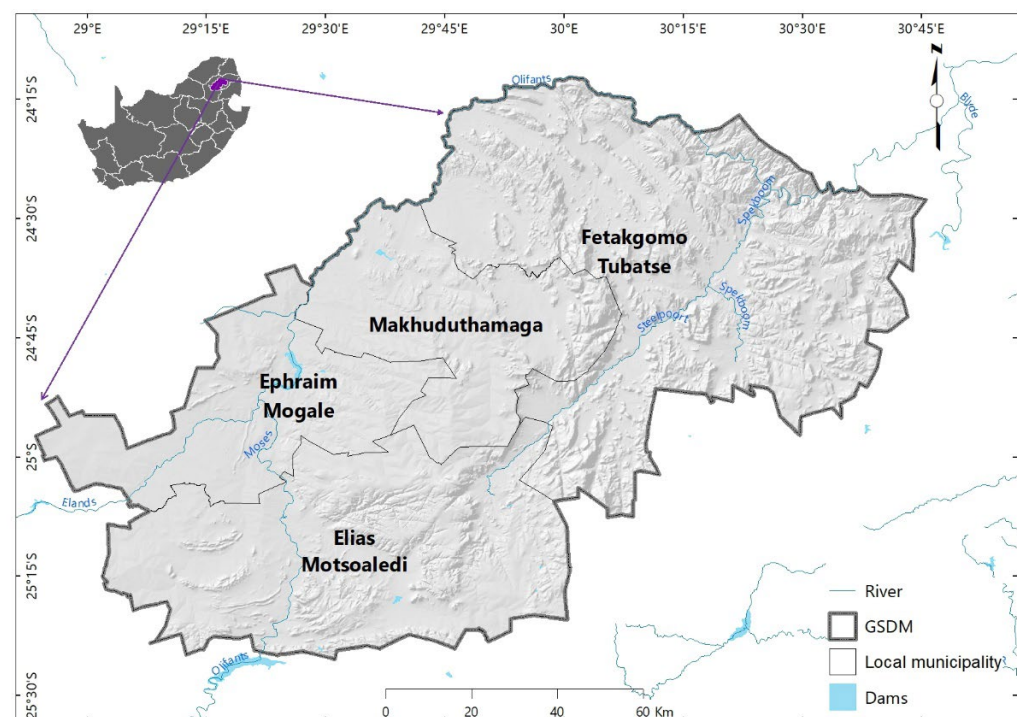 29°E
29°15'E
29°30'E
29°45'E
30°E
30°15'E
30°30'E
30°45'E
24°15'S
24°30'S
24°45'S
25°S
25°15'S
25°30'S
N
Olifants
Blyde
Spekboom
Fetakgomo
Tubatse
Spekboom
Steelpoort
Makhuduthamaga
Ephraim
Mogale
Moses
Elands
Elias
Motsoaledi
Olifants
River
GSDM
Local municipality
Dams
0 20 40 60 Km